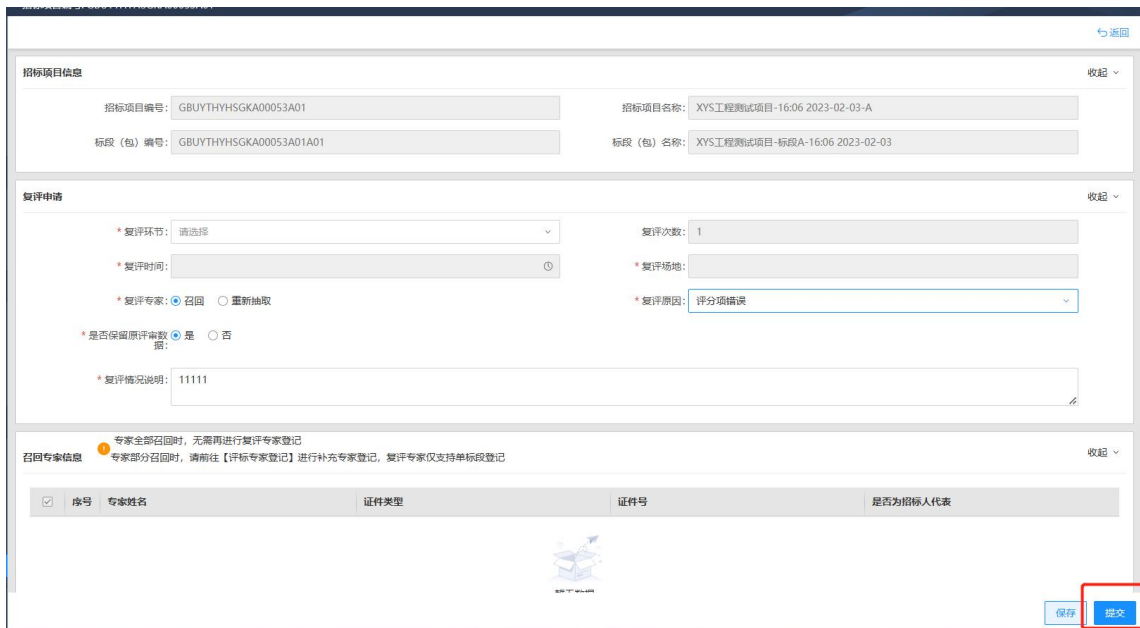 返回
招标项目信息 收起
招标项目编号: GBUYTHYHSGKA00053A01 招标项目名称: XYS工程测试项目-16:06 2023-02-03-A
标段（包）编号: GBUYTHYHSGKA00053A01A01 标段（包）名称: XYS工程测试项目-标段A-16:06 2023-02-03
复评申请 收起
* 复评环节: 请选择 复评次数: 1
* 复评时间: * 复评场地:
* 复评专家: 召回 重新抽取 * 复评原因: 评分项错误
* 是否保留原评审数 是 否
据:
* 复评情况说明: 11111
专家全部召回时，无需再进行复评专家登记
召回专家信息 专家部分召回时，请前往【评标专家登记】进行补充专家登记，复评专家仅支持单标段登记 收起
序号 专家姓名 证件类型 证件号 是否为招标人代表
保存 提交